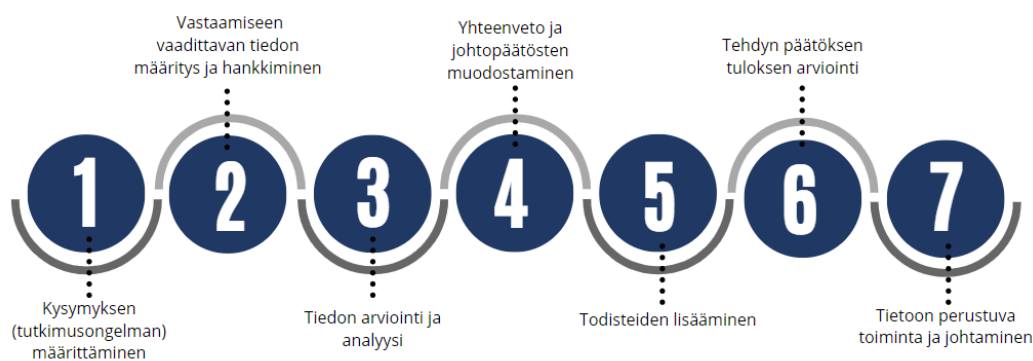 1
Kysymyksen
(tutkimusongelman)
määrittäminen
2
Vastaamiseen
vaadittavan tiedon
määritys ja hankkiminen
3
Tiedon arviointi ja
analyysi
4
Yhteenveto ja
johtopäätösten
muodostaminen
5
Todisteiden lisääminen
6
Tehdyn päätöksen
tuloksen arviointi
7
Tietoon perustuva
toiminta ja johtaminen